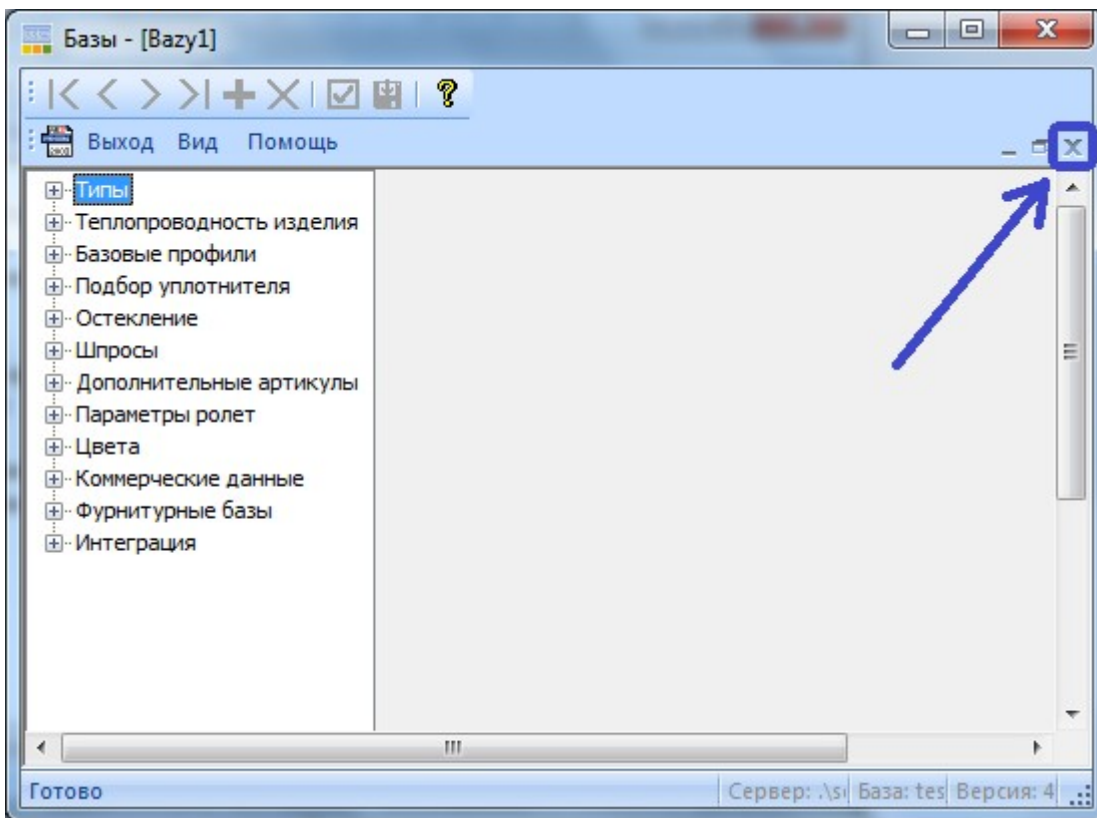 Базы - [Bazy1]
Выход Вид Помощь
Типы
Теплопроводность изделия
Базовые профили
Подбор уплотнителя
Остекление
Шпросы
Дополнительные артикулы
Параметры ролет
Цвета
Коммерческие данные
Фурнитурные базы
Интеграция
Готово Сервер: .\s База: tes Версия: 4